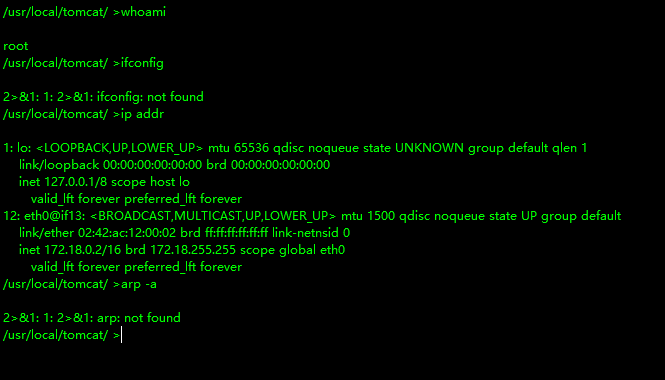 /usr/local/tomcat/ >whoami
root
/usr/local/tomcat/ >ifconfig
2>&1: 1: 2>&1: ifconfig: not found
/usr/local/tomcat/ >ip addr
1: lo: <LOOPBACK,UP,LOWER_UP> mtu 65536 qdisc noqueue state UNKNOWN group default qlen 1
link/loopback 00:00:00:00:00:00 brd 00:00:00:00:00:00
inet 127.0.0.1/8 scope host lo
valid_lft forever preferred_lft forever
12: eth0@if13: <BROADCAST,MULTICAST,UP,LOWER_UP> mtu 1500 qdisc noqueue state UP group default
link/ether 02:42:ac:12:00:02 brd ff:ff:ff:ff:ff:ff link-netnsid 0
inet 172.18.0.2/16 brd 172.18.255.255 scope global eth0
valid_lft forever preferred_lft forever
/usr/local/tomcat/ >arp -a
2>&1: 1: 2>&1: arp: not found
/usr/local/tomcat/ >